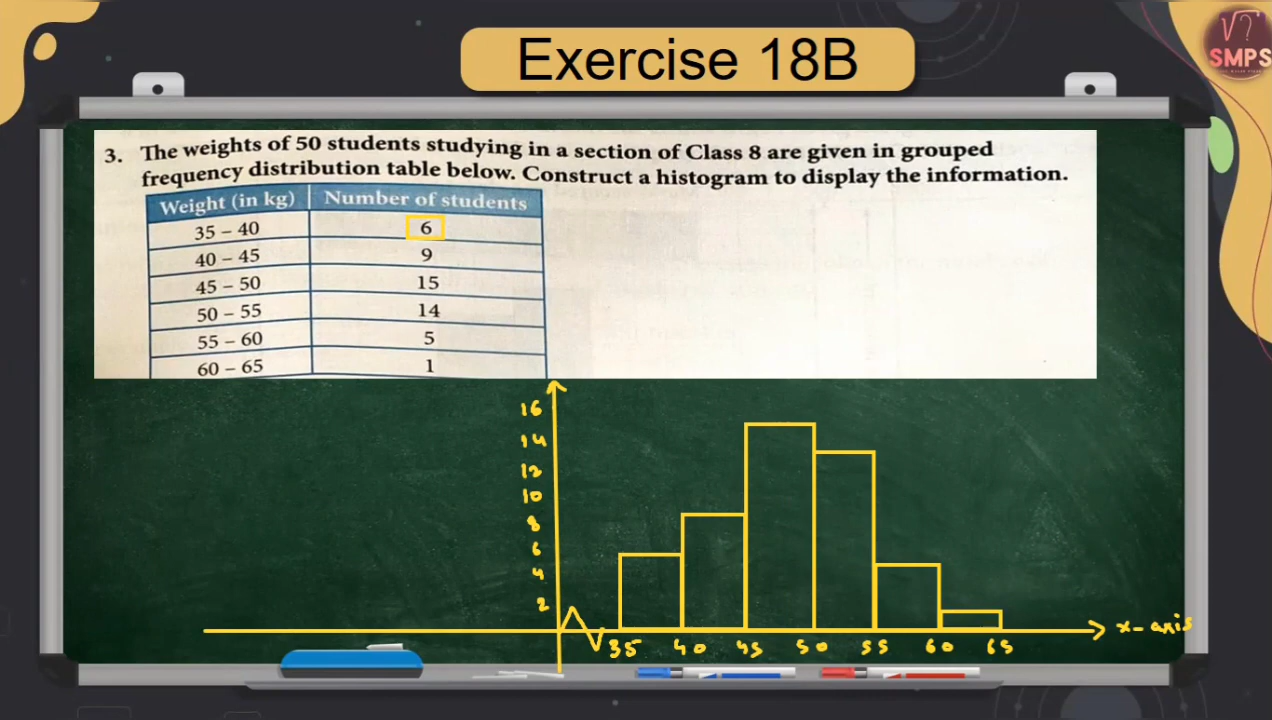 Exercise 18B
√?
SMPS
3. The weights of 50 students studying in a section of Class 8 are given in grouped
frequency distribution table below. Construct a histogram to display the information.
Weight (in kg) Number of students
35 – 40 6
40 – 45 9
45 – 50 15
50 – 55 14
55 – 60 5
60 – 65 1
16
14
12
10
8
6
4
2
35 40 45 50 55 60 65 x-axis